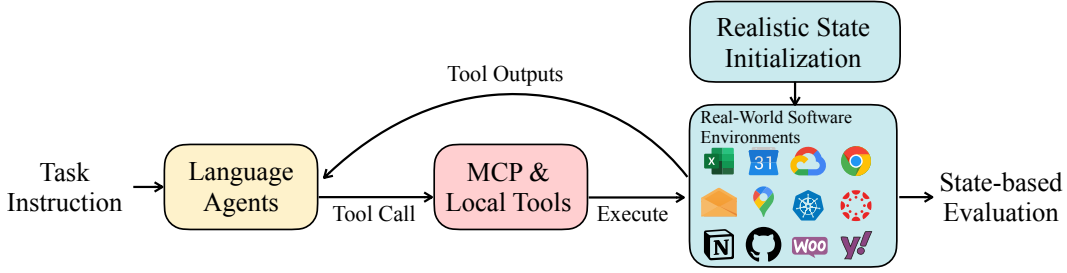 Realistic State
Initialization
Tool Outputs
Real-World Software
Environments
Task
Instruction
Language
Agents
Tool Call
MCP &
Local Tools
Execute
X
31
N
WOO
y!
State-based
Evaluation